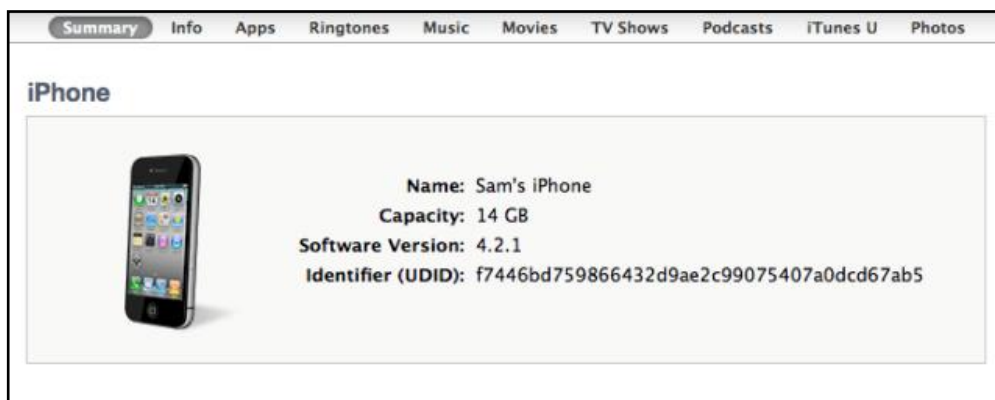 Summary Info Apps Ringtones Music Movies TV Shows Podcasts iTunes U Photos
iPhone
Name: Sam's iPhone
Capacity: 14 GB
Software Version: 4.2.1
Identifier (UDID): f7446bd759866432d9ae2c99075407a0dcd67ab5